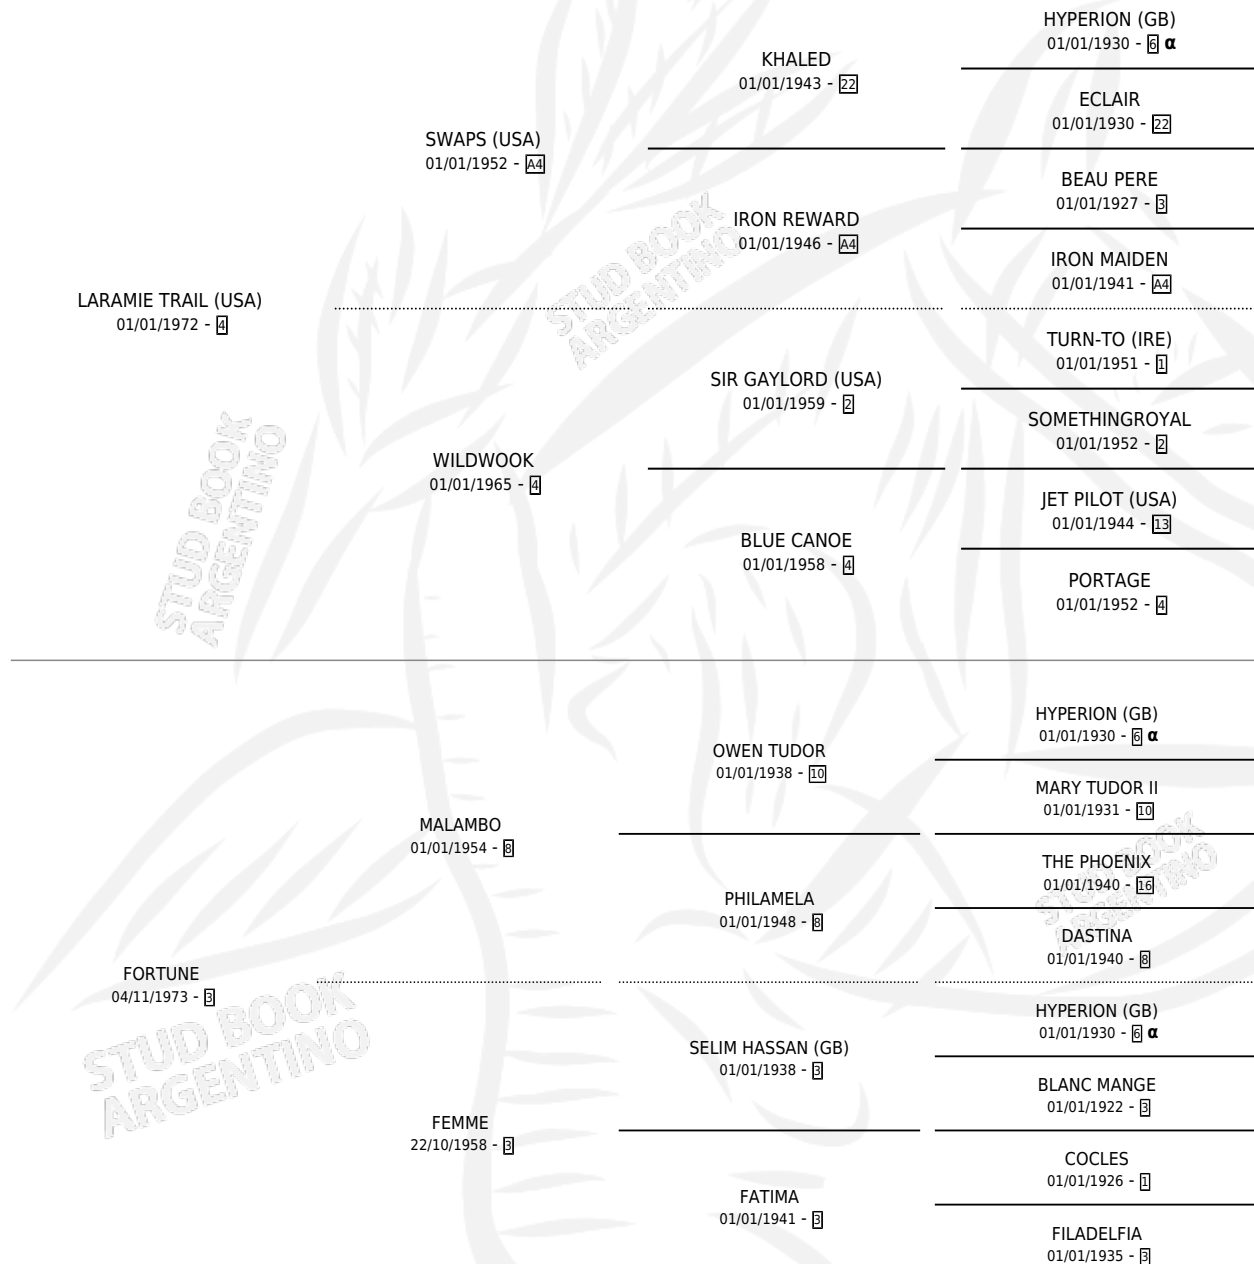 HYPERION (GB)
01/01/1930 - 6 α
KHALED
01/01/1943 - 22
ECLAIR
01/01/1930 - 22
SWAPS (USA)
01/01/1952 - A4
BEAU PERE
01/01/1927 - 3
IRON REWARD
01/01/1946 - A4
IRON MAIDEN
01/01/1941 - A4
LARAMIE TRAIL (USA)
01/01/1972 - 4
TURN-TO (IRE)
01/01/1951 - 1
SIR GAYLORD (USA)
01/01/1959 - 2
SOMETHINGROYAL
01/01/1952 - 2
WILDWOOK
01/01/1965 - 4
JET PILOT (USA)
01/01/1944 - 13
BLUE CANOE
01/01/1958 - 4
PORTAGE
01/01/1952 - 4
STUD BOOK
ARGENTINO
STUD BOOK
ARGENTINO
HYPERION (GB)
01/01/1930 - 6 α
OWEN TUDOR
01/01/1938 - 10
MARY TUDOR II
01/01/1931 - 10
MALAMBO
01/01/1954 - 8
THE PHOENIX
01/01/1940 - 16
PHILAMELA
01/01/1948 - 8
DASTINA
01/01/1940 - 8
FORTUNE
04/11/1973 - 3
HYPERION (GB)
01/01/1930 - 6 α
SELIM HASSAN (GB)
01/01/1938 - 3
BLANC MANGE
01/01/1922 - 3
FEMME
22/10/1958 - 3
COCLES
01/01/1926 - 1
FATIMA
01/01/1941 - 3
FILADELFIA
01/01/1935 - 3
STUD BOOK
ARGENTINO
STUD BOOK
ARGENTINO